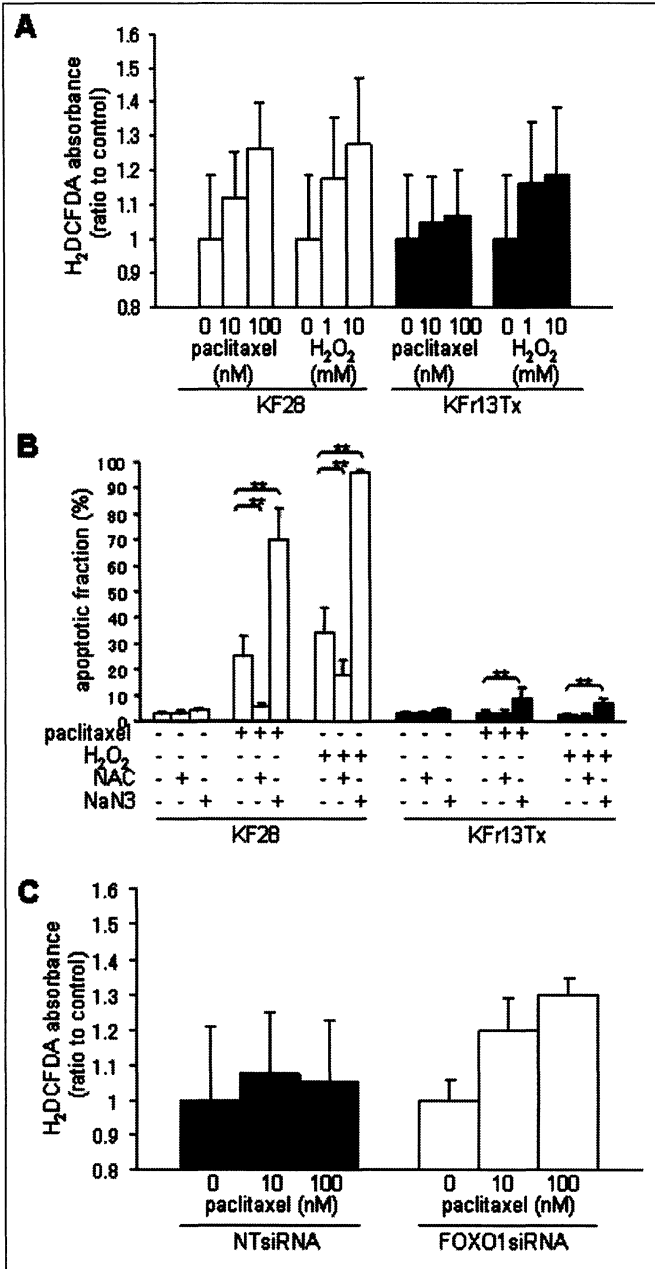 A
H₂DCFDA absorbance
(ratio to control)
1.6
1.5
1.4
1.3
1.2
1.1
1
0.9
0.8
0 10 100 0 1 10 0 10 100 0 1 10
paclitaxel H₂O₂ paclitaxel H₂O₂
(nM) (mM) (nM) (mM)
KF28 KFr13Tx
B
apoptotic fraction (%)
100
90
80
70
60
50
40
30
20
10
0
** ** ** ** ** **
paclitaxel - - - + + + - - - - - - + + + - - -
H₂O₂ - - - - - - + + + - - - - - - + + +
NAC - + - - + - - + - - + - - + - - + -
NaN3 - - + - - + - - + - - + - - + - - +
KF28 KFr13Tx
C
H₂DCFDA absorbance
(ratio to control)
1.6
1.5
1.4
1.3
1.2
1.1
1
0.9
0.8
0 10 100 0 10 100
paclitaxel (nM) paclitaxel (nM)
NTsiRNA FOXO1siRNA